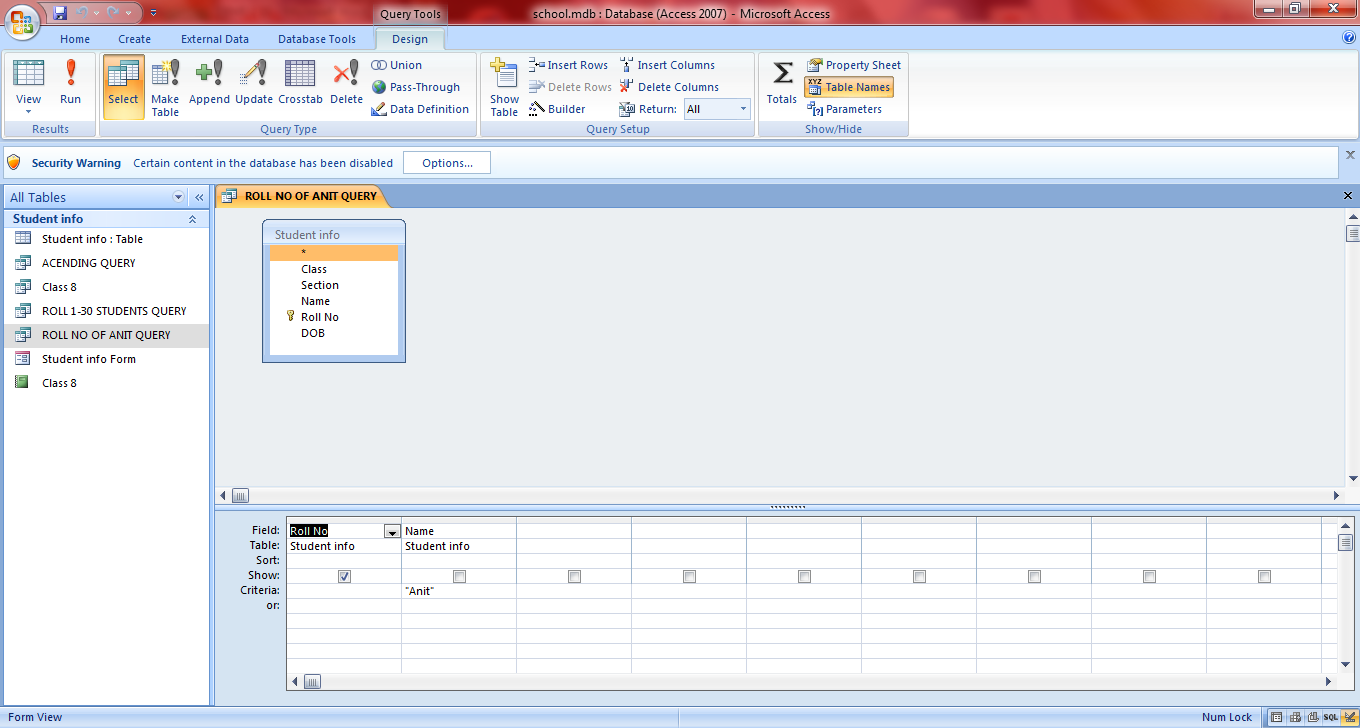 Query Tools school.mdb : Database (Access 2007) - Microsoft Access
Home Create External Data Database Tools Design
View Run Select Make Table Append Update Crosstab Delete
Union
Pass-Through
Data Definition
Show Table
Insert Rows
Delete Rows
Builder
Insert Columns
Delete Columns
Return: All
Totals
Property Sheet
XYZ Table Names
Parameters
Results Query Type Query Setup Show/Hide
Security Warning Certain content in the database has been disabled Options...
All Tables
Student info
Student info : Table
ACENDING QUERY
Class 8
ROLL 1-30 STUDENTS QUERY
ROLL NO OF ANIT QUERY
Student info Form
Class 8
ROLL NO OF ANIT QUERY
Student info
*
Class
Section
Name
Roll No
DOB
Field: Roll No Name
Table: Student info Student info
Sort:
Show:
Criteria: "Anit"
or:
Form View Num Lock SQL